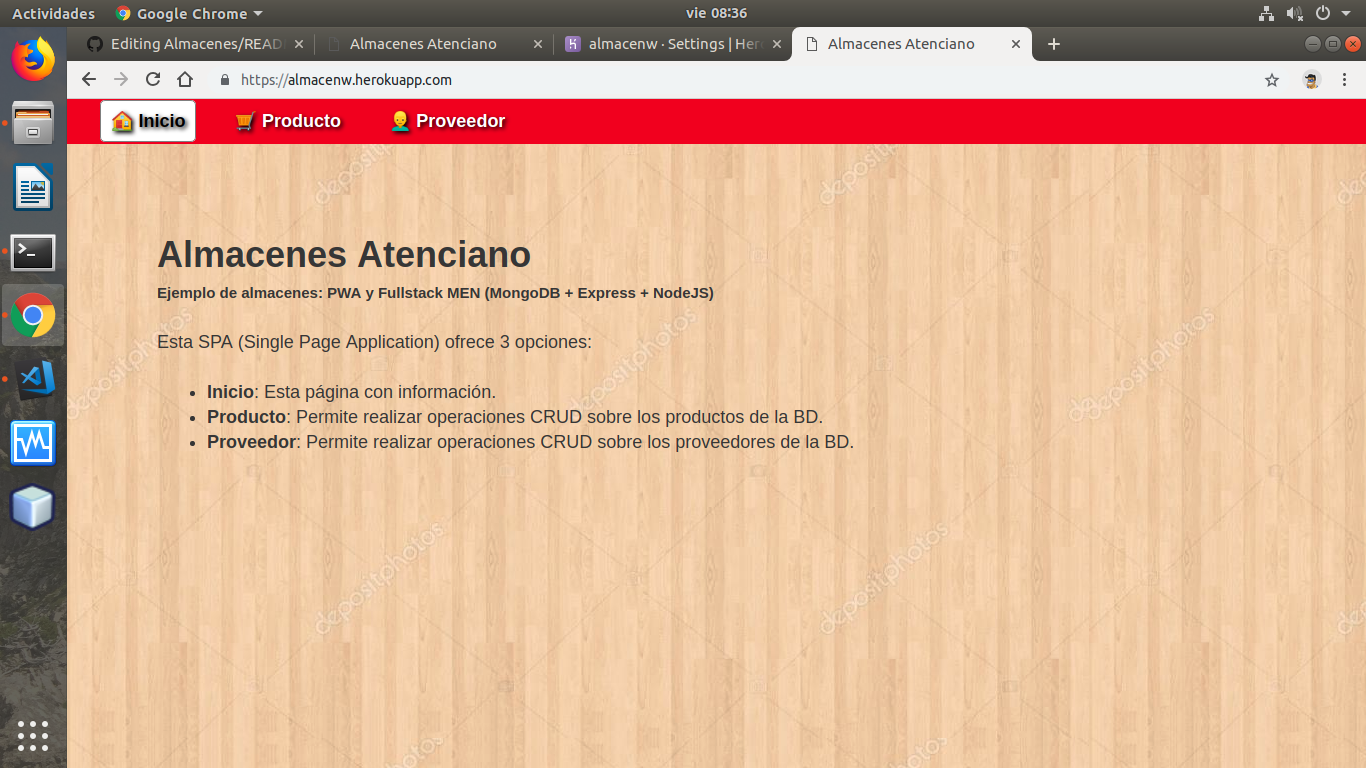 Actividades
Google Chrome
vie 08:36
Editing Almacenes/READ
Almacenes Atenciano
almacenw · Settings | Her
Almacenes Atenciano
https://almacenw.herokuapp.com
Inicio
Producto
Proveedor
Almacenes Atenciano
Ejemplo de almacenes: PWA y Fullstack MEN (MongoDB + Express + NodeJS)
Esta SPA (Single Page Application) ofrece 3 opciones:
• Inicio: Esta página con información.
• Producto: Permite realizar operaciones CRUD sobre los productos de la BD.
• Proveedor: Permite realizar operaciones CRUD sobre los proveedores de la BD.
depositphotos
depositphotos
depositphotos
depositphotos
depositphotos
depositphotos
depositphotos
depositphotos
depositphotos